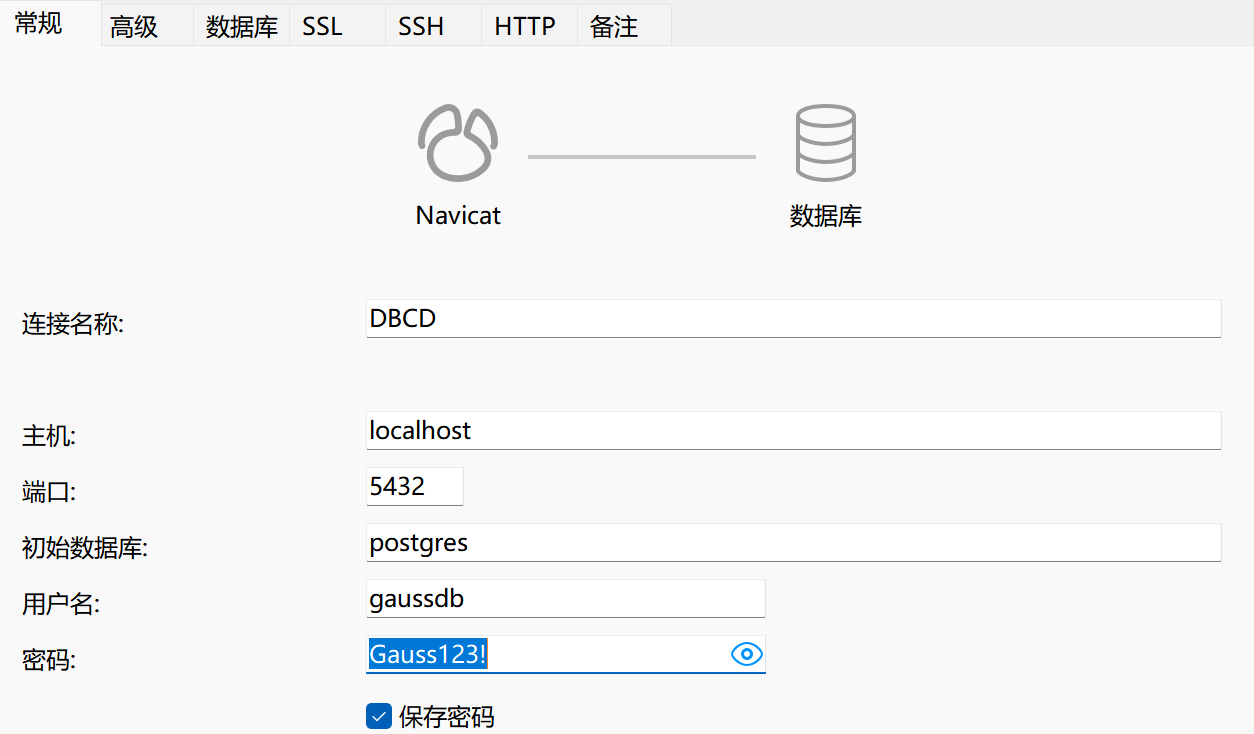 常规 高级 数据库 SSL SSH HTTP 备注
Navicat 数据库
连接名称: DBCD
主机: localhost
端口: 5432
初始数据库: postgres
用户名: gaussdb
密码: Gauss123!
保存密码